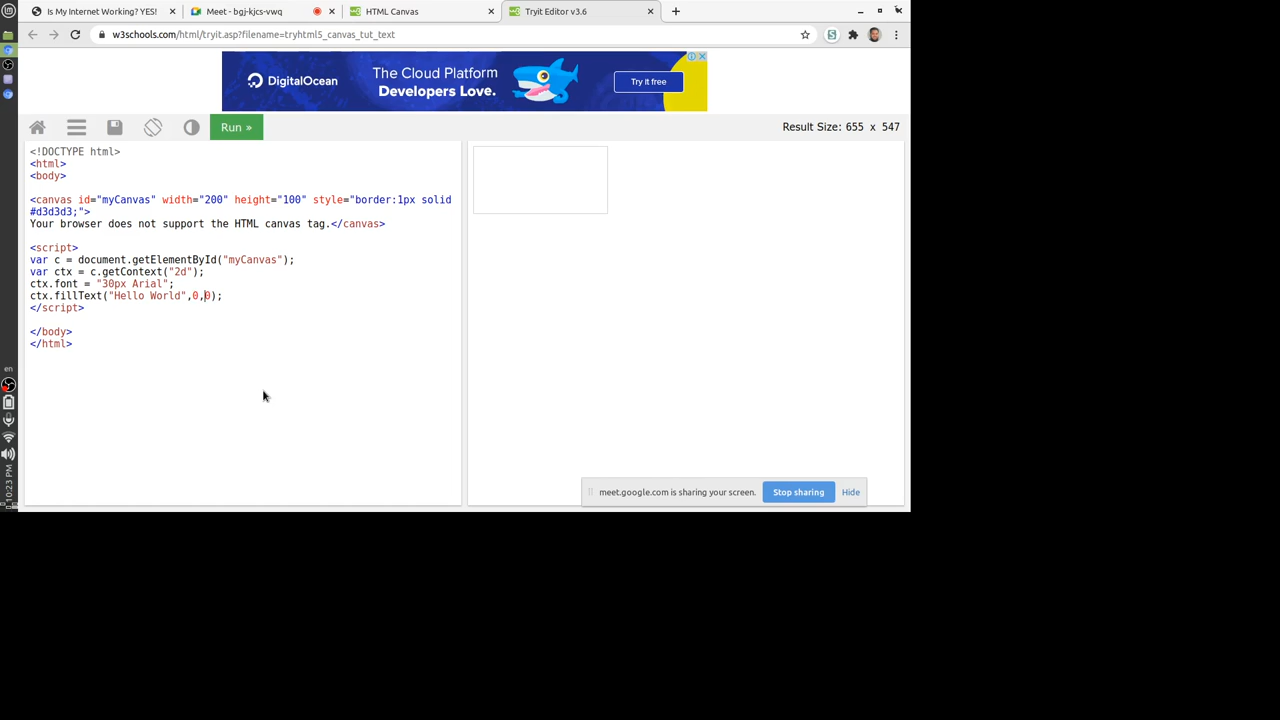 Is My Internet Working? YES!
Meet - bgj-kjcs-vwq
HTML Canvas
Tryit Editor v3.6
w3schools.com/html/tryit.asp?filename=tryhtml5_canvas_tut_text
DigitalOcean
The Cloud Platform
Developers Love.
Try it free
Run »
Result Size: 655 x 547
<!DOCTYPE html>
<html>
<body>
<canvas id="myCanvas" width="200" height="100" style="border:1px solid
#d3d3d3;">
Your browser does not support the HTML canvas tag.</canvas>
<script>
var c = document.getElementById("myCanvas");
var ctx = c.getContext("2d");
ctx.font = "30px Arial";
ctx.fillText("Hello World",0,0);
</script>
</body>
</html>
en
10:23 PM
meet.google.com is sharing your screen.
Stop sharing
Hide